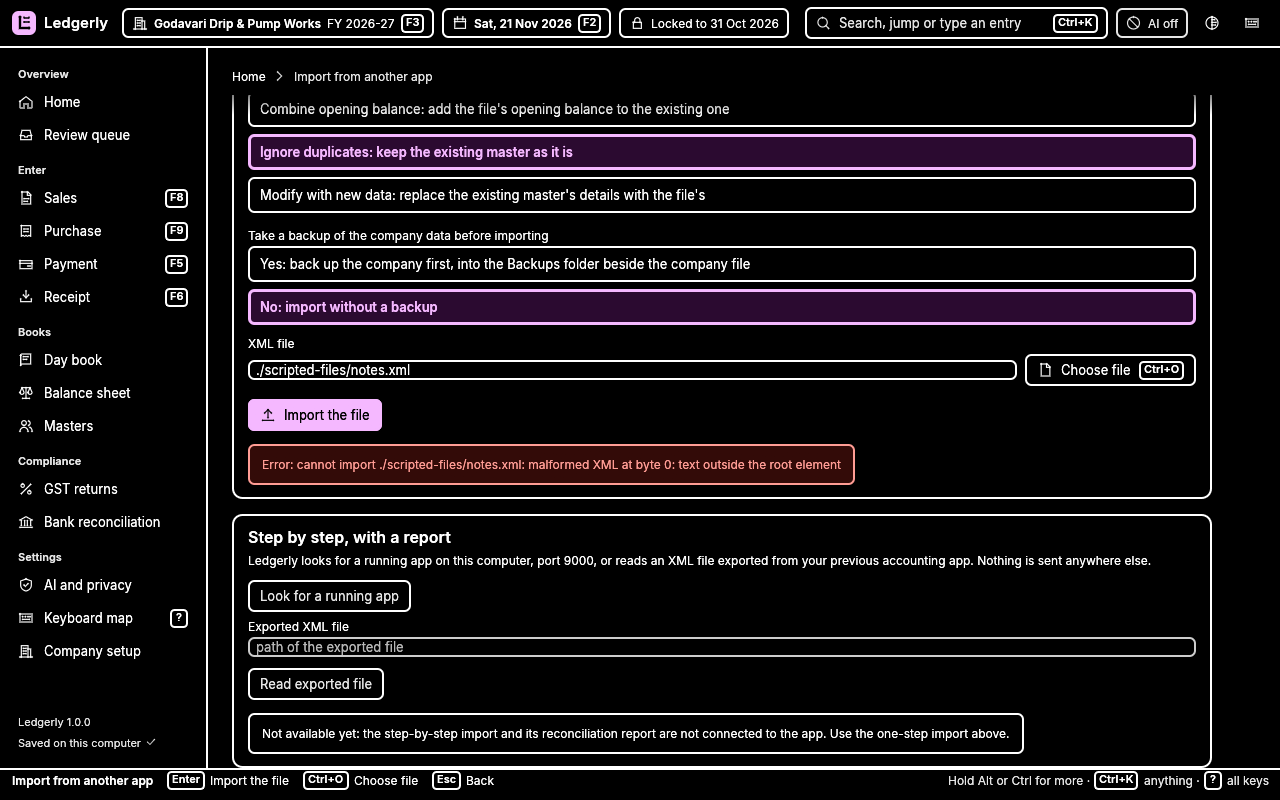 Ledgerly
Godavari Drip & Pump Works FY 2026-27 F3
Sat, 21 Nov 2026 F2
Locked to 31 Oct 2026
Search, jump or type an entry Ctrl+K
AI off
Overview
Home
Review queue
Enter
Sales F8
Purchase F9
Payment F5
Receipt F6
Books
Day book
Balance sheet
Masters
Compliance
GST returns
Bank reconciliation
Settings
AI and privacy
Keyboard map ?
Company setup
Ledgerly 1.0.0
Saved on this computer
Home > Import from another app
Combine opening balance: add the file's opening balance to the existing one
Ignore duplicates: keep the existing master as it is
Modify with new data: replace the existing master's details with the file's
Take a backup of the company data before importing
Yes: back up the company first, into the Backups folder beside the company file
No: import without a backup
XML file
./scripted-files/notes.xml
Choose file Ctrl+O
Import the file
Error: cannot import ./scripted-files/notes.xml: malformed XML at byte 0: text outside the root element
Step by step, with a report
Ledgerly looks for a running app on this computer, port 9000, or reads an XML file exported from your previous accounting app. Nothing is sent anywhere else.
Look for a running app
Exported XML file
path of the exported file
Read exported file
Not available yet: the step-by-step import and its reconciliation report are not connected to the app. Use the one-step import above.
Import from another app Enter Import the file Ctrl+O Choose file Esc Back
Hold Alt or Ctrl for more · Ctrl+K anything · ? all keys